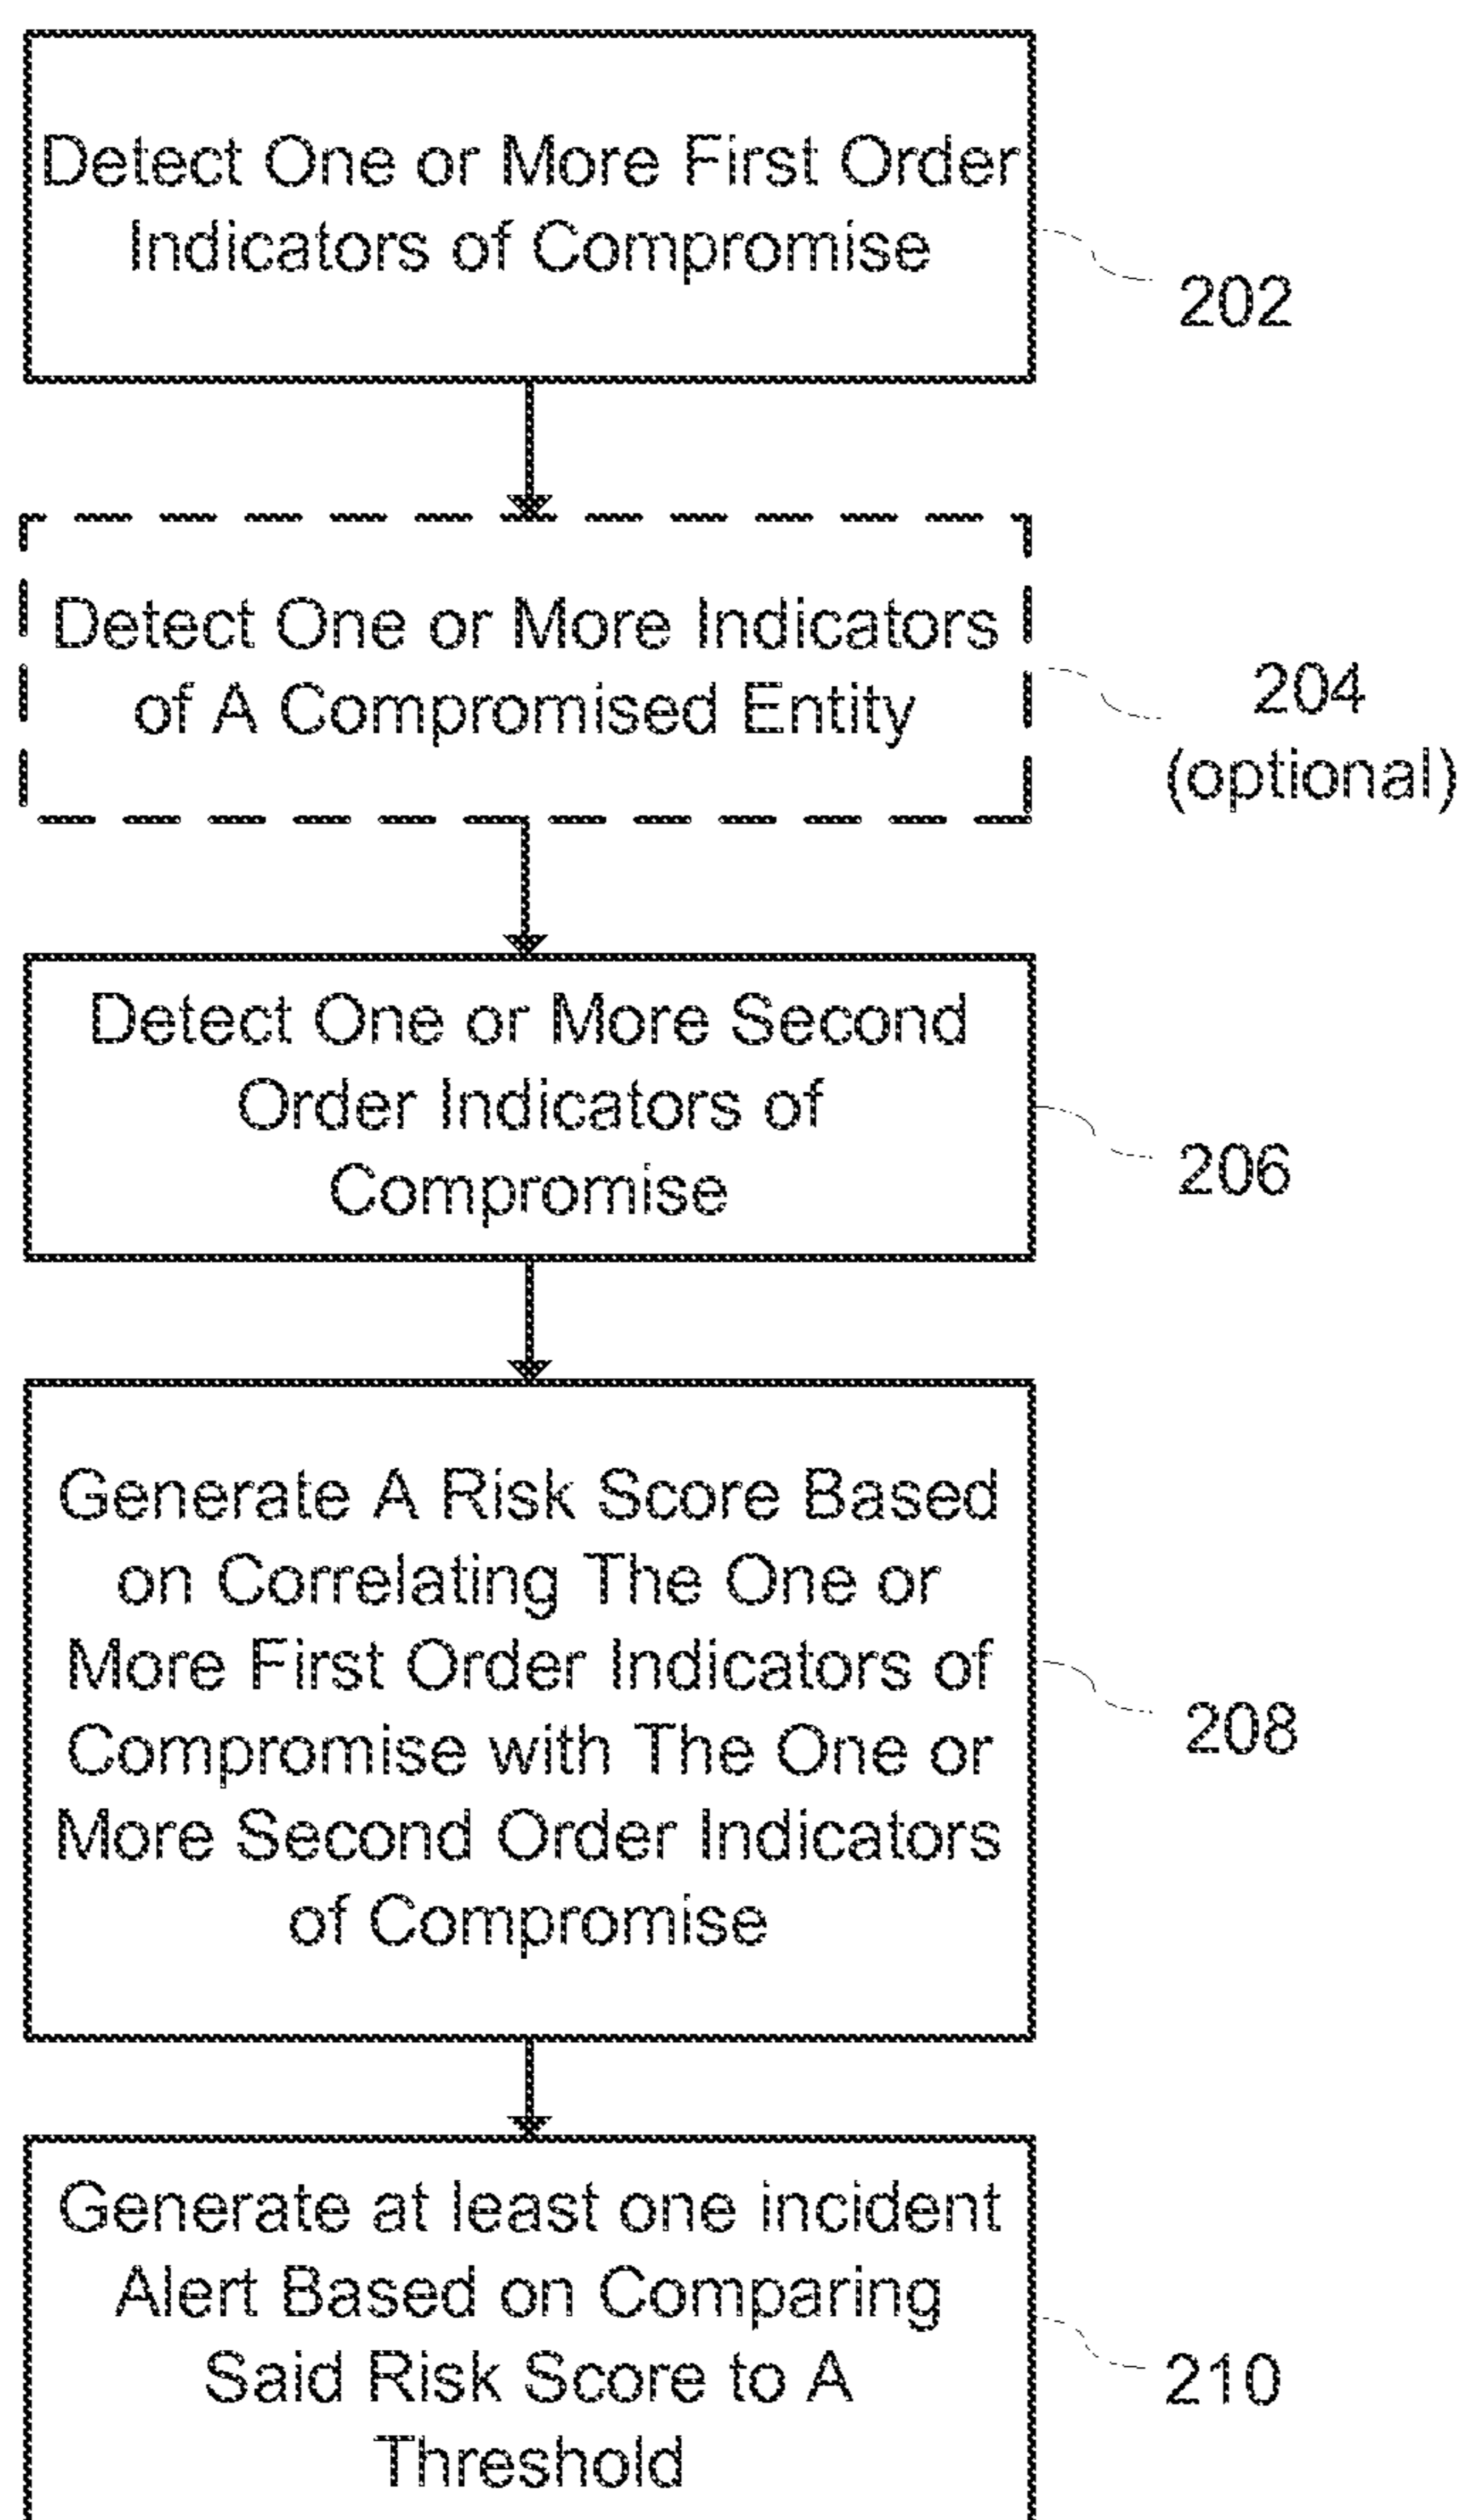 Detect One or More First Order
Indicators of Compromise
202
Detect One or More Indicators
of A Compromised Entity
204
(optional)
Detect One or More Second
Order Indicators of
Compromise
206
Generate A Risk Score Based
on Correlating The One or
More First Order Indicators of
Compromise with The One or
More Second Order Indicators
of Compromise
208
Generate at least one incident
Alert Based on Comparing
Said Risk Score to A
Threshold
210